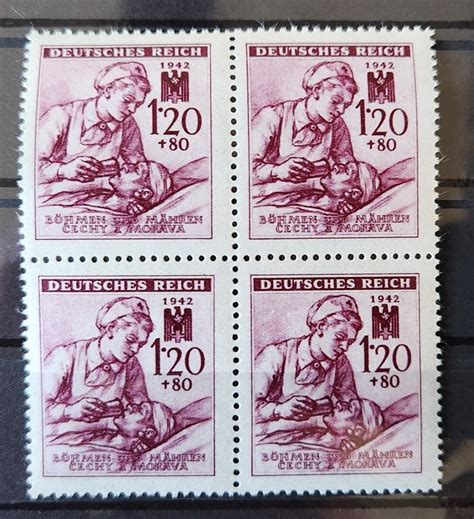 DEUTSCHES REICH
1942
1·20
+80
BÖHMEN UND MÄHREN
ČECHY A MORAVA
DEUTSCHES REICH
1942
1·20
+80
BÖHMEN UND MÄHREN
ČECHY A MORAVA
DEUTSCHES REICH
1942
1·20
+80
BÖHMEN UND MÄHREN
ČECHY A MORAVA
DEUTSCHES REICH
1942
1·20
+80
BÖHMEN UND MÄHREN
ČECHY A MORAVA